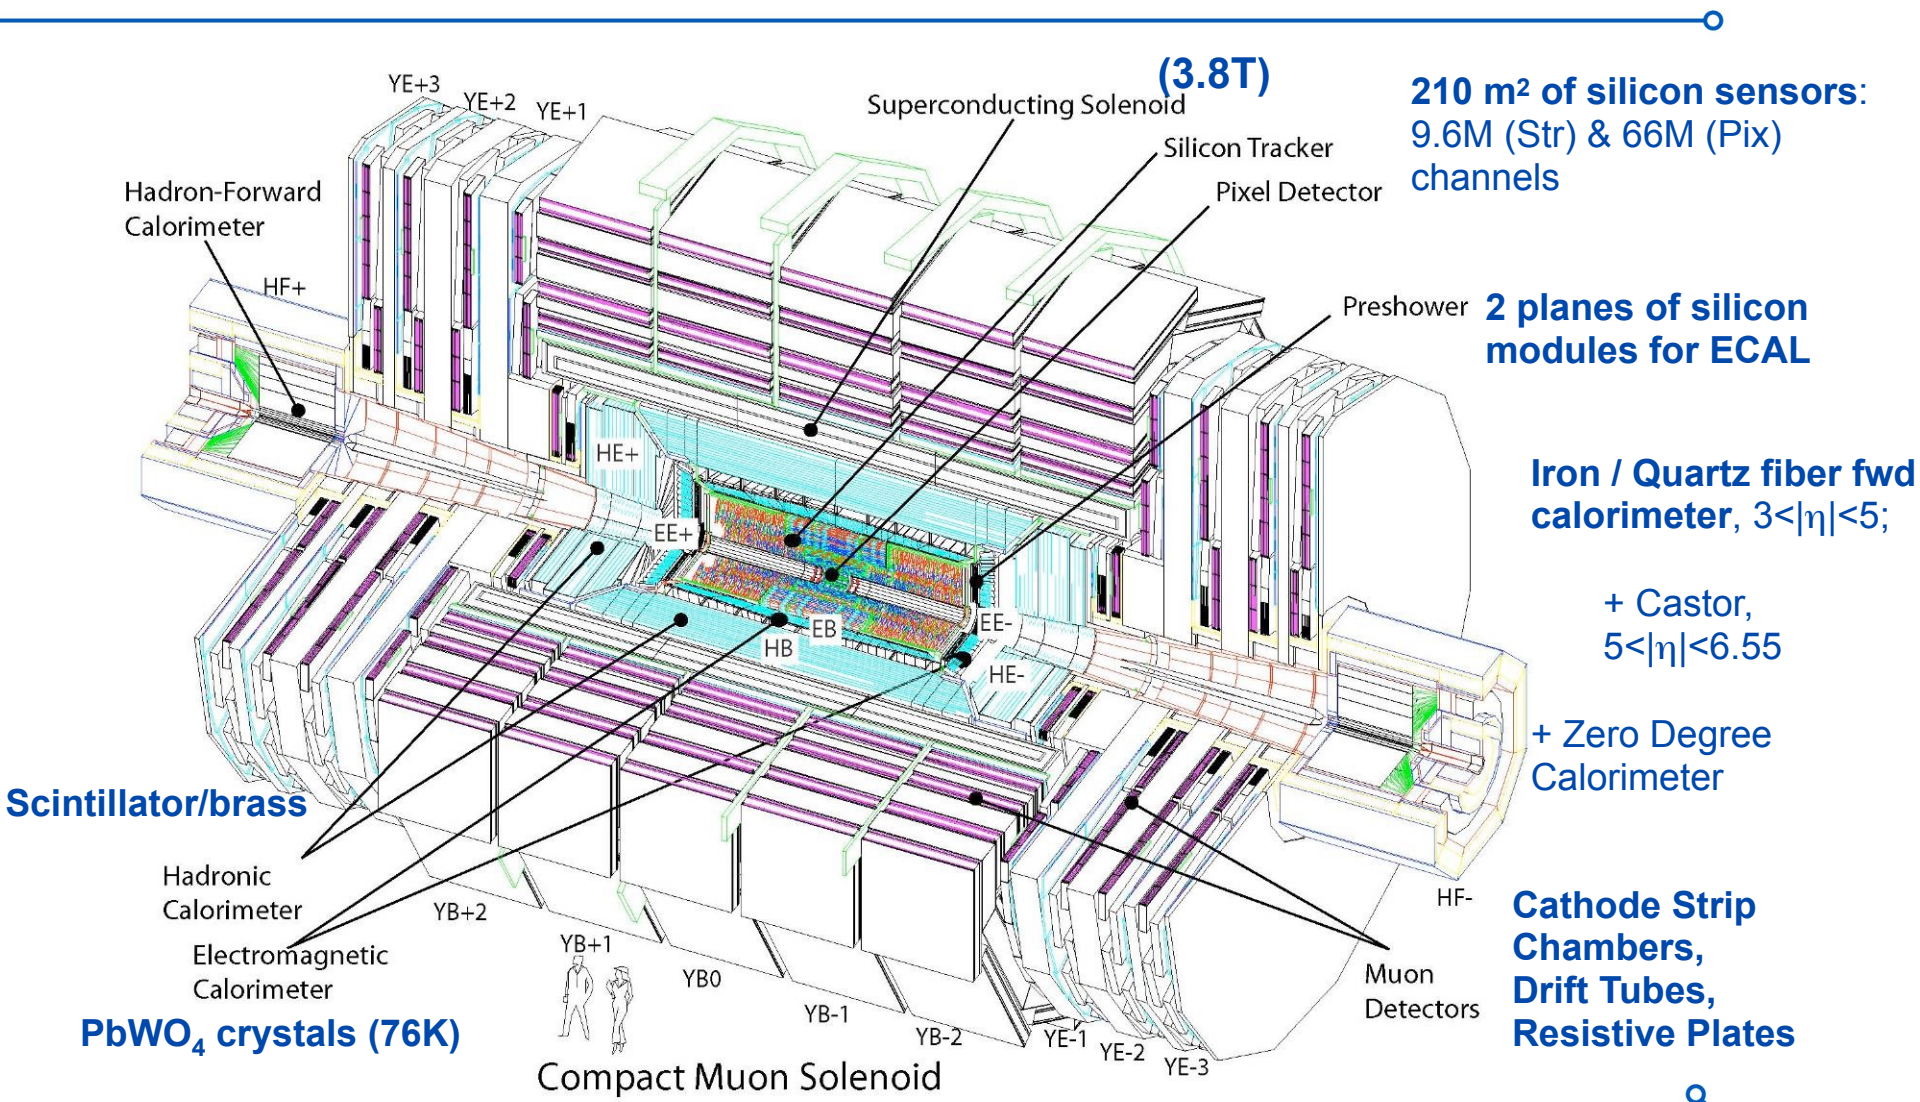 (3.8T)
Superconducting Solenoid
Silicon Tracker
Pixel Detector
210 m² of silicon sensors:
9.6M (Str) & 66M (Pix)
channels
YE+3
YE+2
YE+1
Hadron-Forward
Calorimeter
HF+
Preshower
2 planes of silicon
modules for ECAL
Iron / Quartz fiber fwd
calorimeter, 3<|η|<5;
+ Castor,
5<|η|<6.55
+ Zero Degree
Calorimeter
HE+
EE+
EB
HB
EE-
HE-
Scintillator/brass
Hadronic
Calorimeter
Electromagnetic
Calorimeter
PbWO₄ crystals (76K)
YB+2
YB+1
YB0
YB-1
YB-2
YE-1
YE-2
YE-3
HF-
Muon
Detectors
Cathode Strip
Chambers,
Drift Tubes,
Resistive Plates
Compact Muon Solenoid